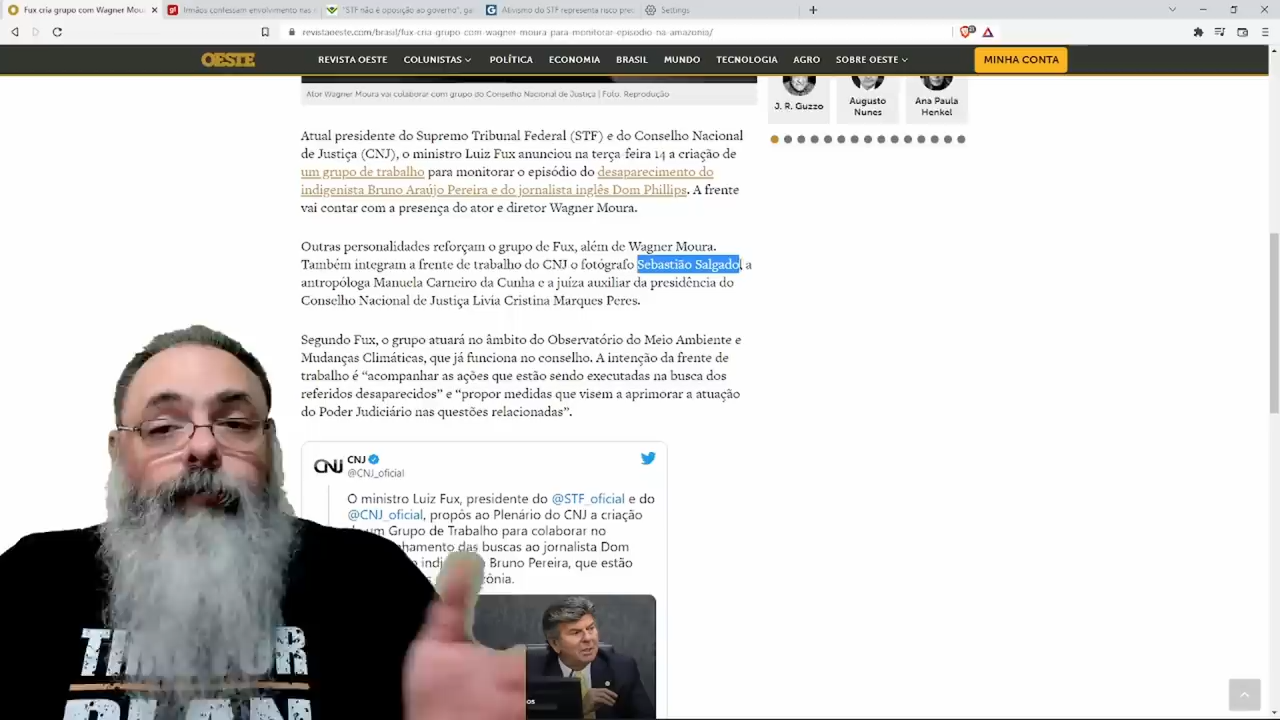 Fux cria grupo com Wagner Mou
Irmãos confessam envolvimento nas
"STF não é oposição ao governo", ga
Ativismo do STF representa risco pre
Settings
revistaoeste.com/brasil/fux-cria-grupo-com-wagner-moura-para-monitorar-episodio-na-amazonia/
OESTE
REVISTA OESTE
COLUNISTAS
POLÍTICA
ECONOMIA
BRASIL
MUNDO
TECNOLOGIA
AGRO
SOBRE OESTE
MINHA CONTA
Ator Wagner Moura vai colaborar com grupo do Conselho Nacional de Justiça | Foto: Reprodução
J. R. Guzzo
Augusto
Nunes
Ana Paula
Henkel
Atual presidente do Supremo Tribunal Federal (STF) e do Conselho Nacional
de Justiça (CNJ), o ministro Luiz Fux anunciou na terça-feira 14 a criação de
um grupo de trabalho para monitorar o episódio do desaparecimento do
indigenista Bruno Araújo Pereira e do jornalista inglês Dom Phillips. A frente
vai contar com a presença do ator e diretor Wagner Moura.
Outras personalidades reforçam o grupo de Fux, além de Wagner Moura.
Também integram a frente de trabalho do CNJ o fotógrafo Sebastião Salgado, a
antropóloga Manuela Carneiro da Cunha e a juíza auxiliar da presidência do
Conselho Nacional de Justiça Livia Cristina Marques Peres.
Segundo Fux, o grupo atuará no âmbito do Observatório do Meio Ambiente e
Mudanças Climáticas, que já funciona no conselho. A intenção da frente de
trabalho é “acompanhar as ações que estão sendo executadas na busca dos
referidos desaparecidos” e “propor medidas que visem a aprimorar a atuação
do Poder Judiciário nas questões relacionadas”.
CNJ
CNJ
@CNJ_oficial
O ministro Luiz Fux, presidente do @STF_oficial e do
@CNJ_oficial, propôs ao Plenário do CNJ a criação
de um Grupo de Trabalho para colaborar no
das buscas ao jornalista Dom
Bruno Pereira, que estão